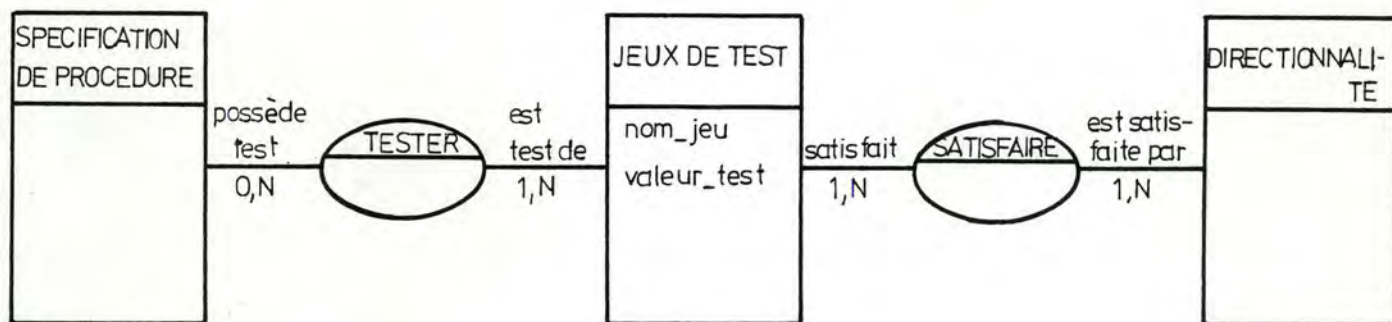 SPECIFICATION
DE PROCEDURE
possède
test
0,N
TESTER
est
test de
1,N
JEUX DE TEST
nom_jeu
valeur_test
satisfait
1,N
SATISFAIRE
est satis-
faite par
1,N
DIRECTIONNALI-
TE